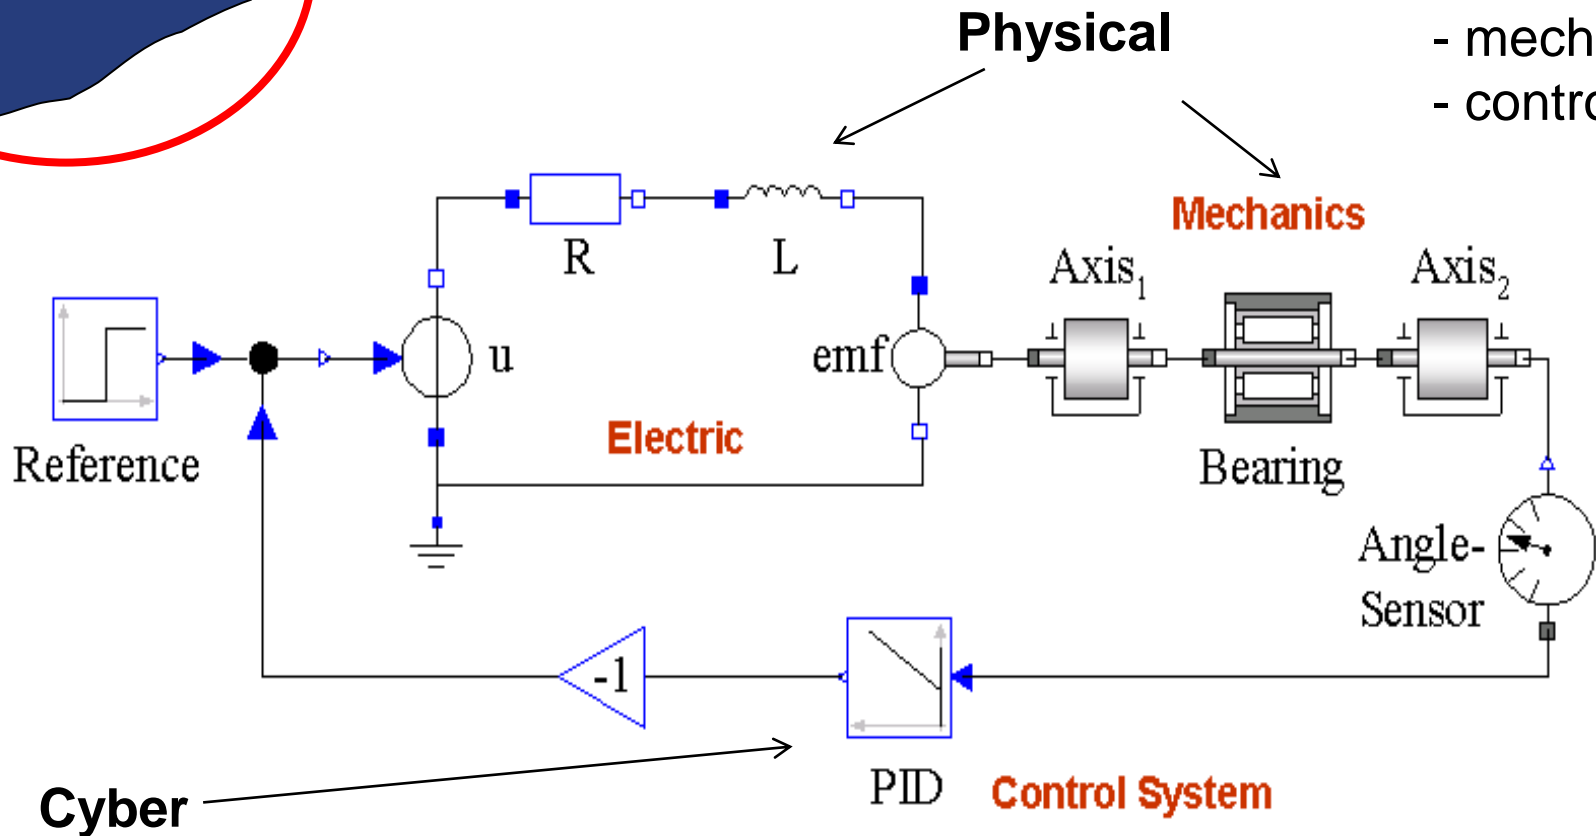 Physical
- mech
- contro
Mechanics
R
L
Axis₁
Axis₂
u
emf
Electric
Reference
Bearing
Angle-
Sensor
-1
PID
Control System
Cyber